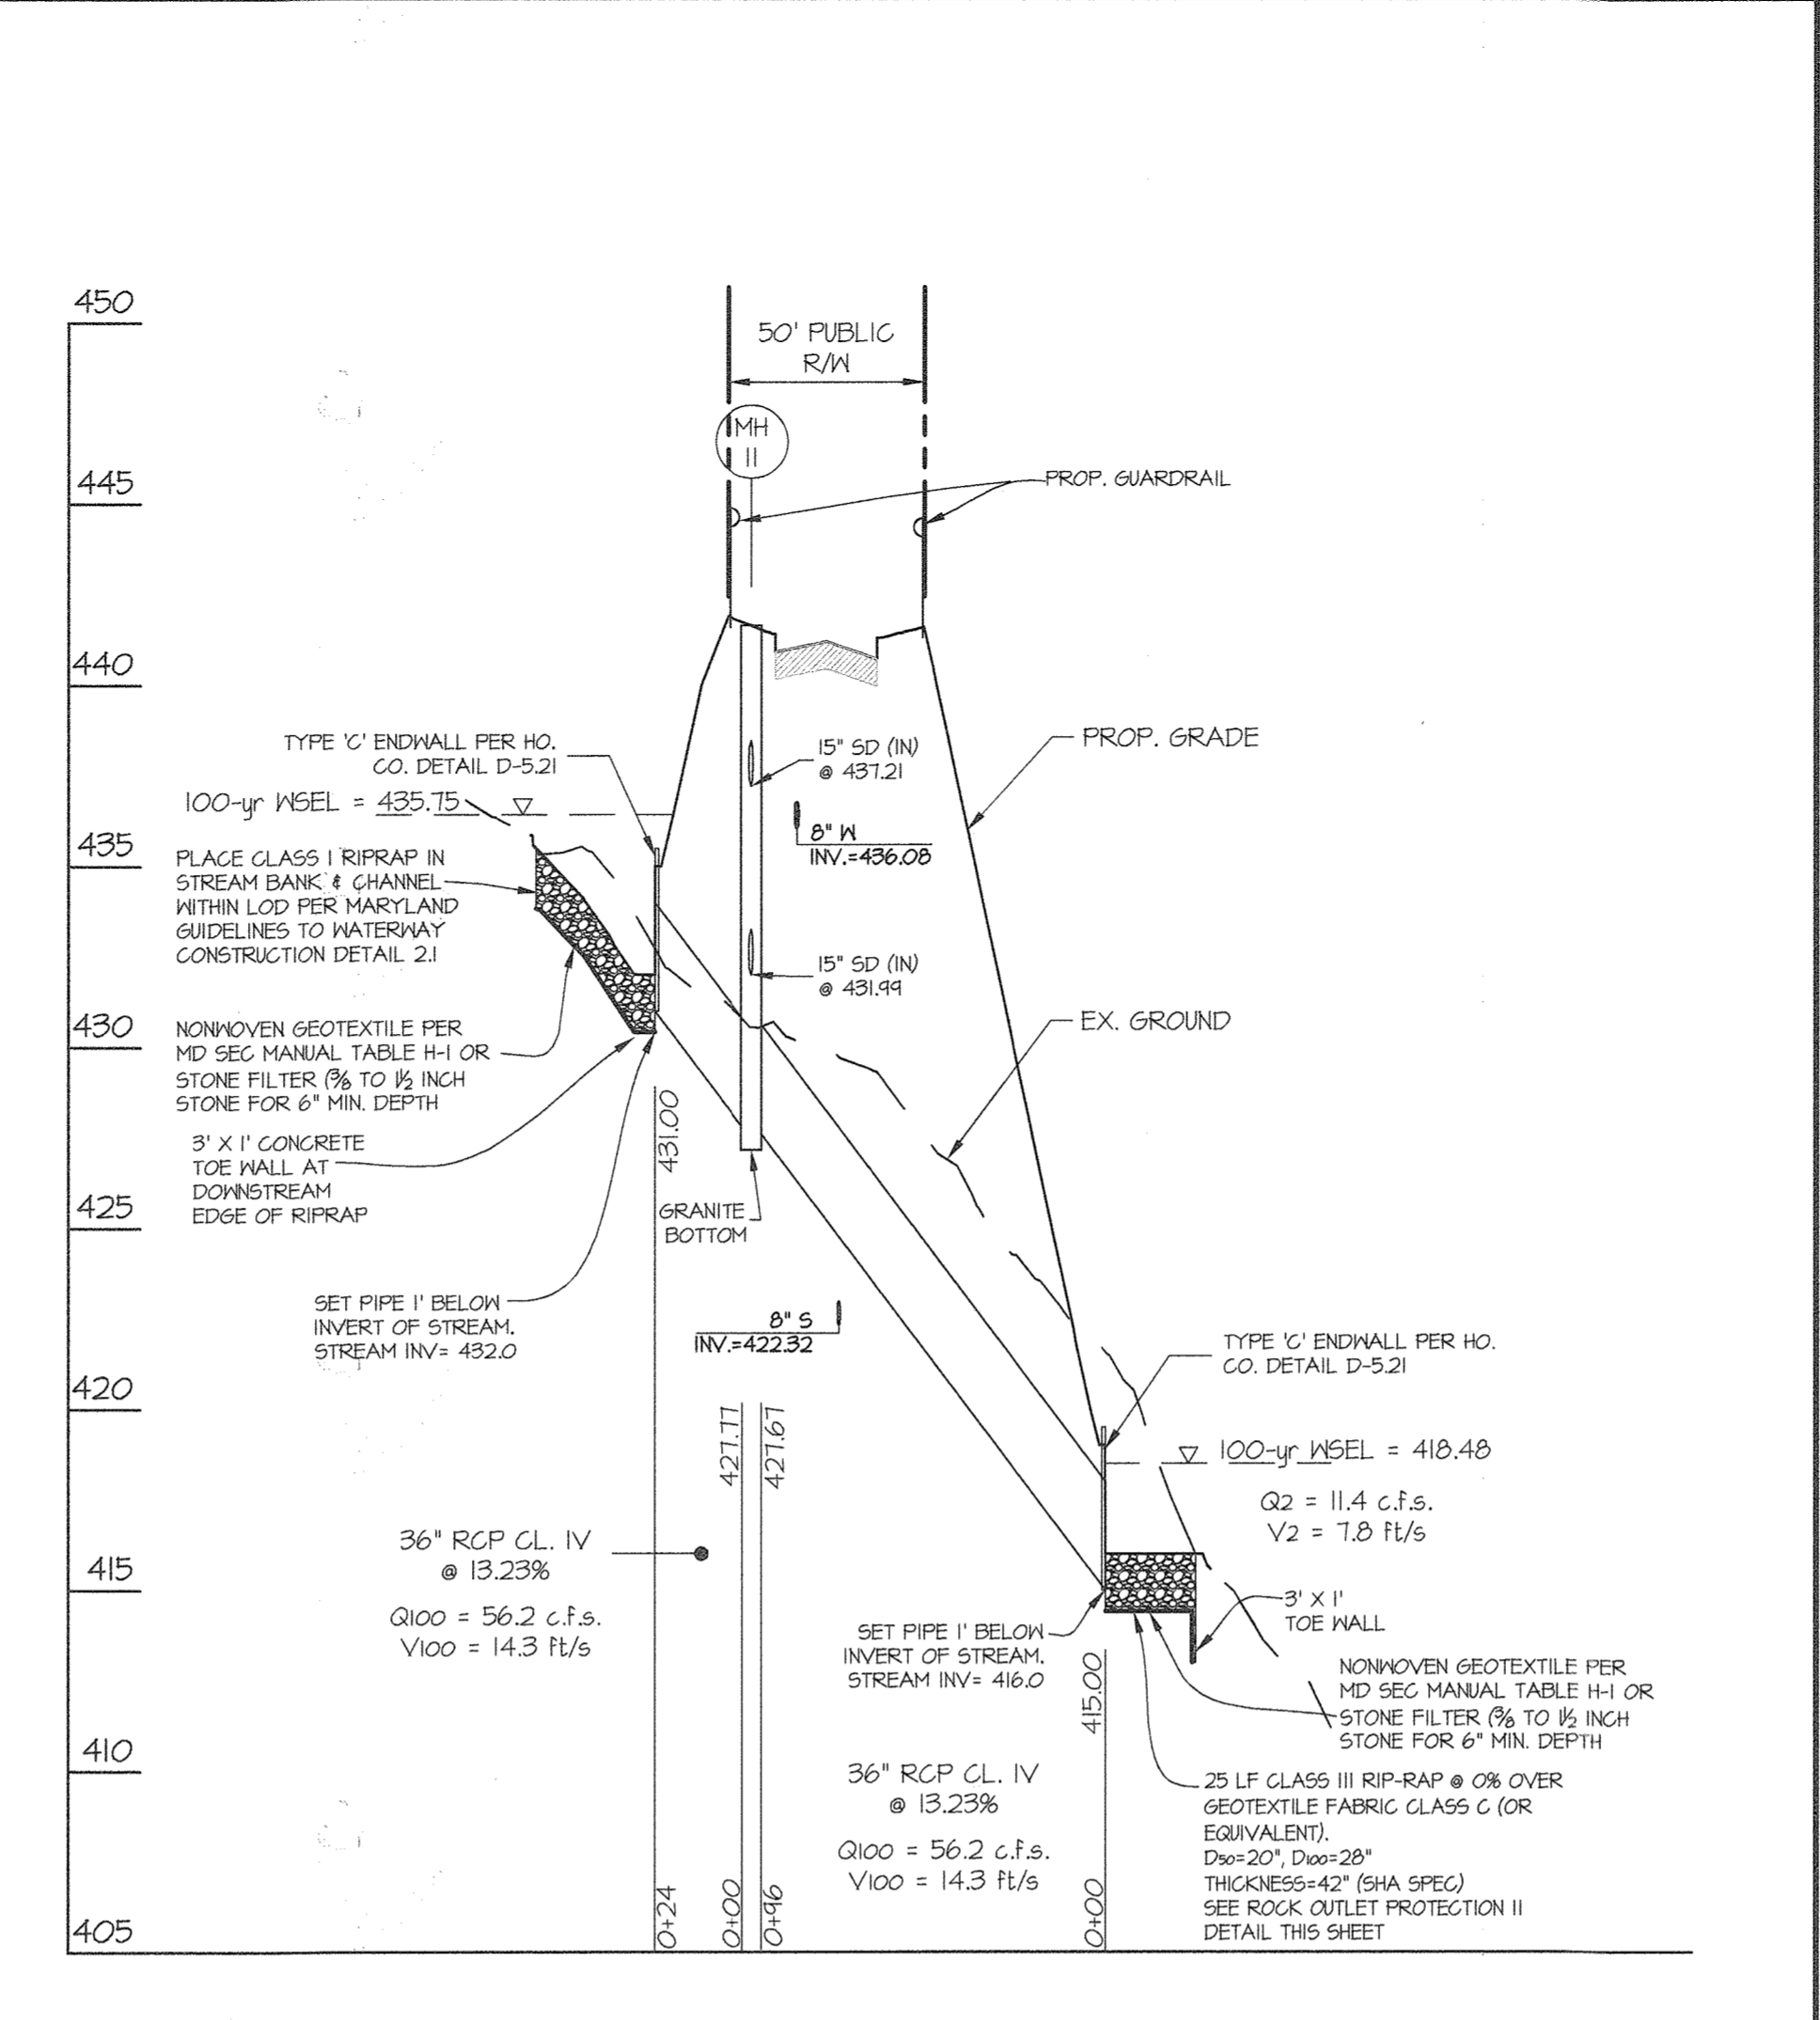 450
50' PUBLIC
R/W
MH
11
445
PROP. GUARDRAIL
440
TYPE 'C' ENDWALL PER HO.
CO. DETAIL D-5.21
15" SD (IN)
@ 437.21
PROP. GRADE
100-yr WSEL = 435.75
8" W
INV.=436.08
435
PLACE CLASS I RIPRAP IN
STREAM BANK & CHANNEL
WITHIN LOD PER MARYLAND
GUIDELINES TO WATERWAY
CONSTRUCTION DETAIL 2.1
15" SD (IN)
@ 431.99
EX. GROUND
430
NONWOVEN GEOTEXTILE PER
MD SEC MANUAL TABLE H-1 OR
STONE FILTER (3/8 TO 1 1/2 INCH
STONE FOR 6" MIN. DEPTH
431.00
3' X 1' CONCRETE
TOE WALL AT
DOWNSTREAM
EDGE OF RIPRAP
425
GRANITE
BOTTOM
SET PIPE 1' BELOW
INVERT OF STREAM.
STREAM INV= 432.0
8" S
INV.=422.32
TYPE 'C' ENDWALL PER HO.
CO. DETAIL D-5.21
420
427.77
427.67
100-yr WSEL = 418.48
Q2 = 11.4 c.f.s.
V2 = 7.8 ft/s
36" RCP CL. IV
@ 13.23%
Q100 = 56.2 c.f.s.
V100 = 14.3 ft/s
415
3' X 1'
TOE WALL
SET PIPE 1' BELOW
INVERT OF STREAM.
STREAM INV= 416.0
415.00
NONWOVEN GEOTEXTILE PER
MD SEC MANUAL TABLE H-1 OR
STONE FILTER (3/8 TO 1 1/2 INCH
STONE FOR 6" MIN. DEPTH
410
36" RCP CL. IV
@ 13.23%
Q100 = 56.2 c.f.s.
V100 = 14.3 ft/s
25 LF CLASS III RIP-RAP @ 0% OVER
GEOTEXTILE FABRIC CLASS C (OR
EQUIVALENT).
D50=20", D100=28"
THICKNESS=42" (SHA SPEC)
SEE ROCK OUTLET PROTECTION II
DETAIL THIS SHEET
405
0+24
0+00
0+96
0+00